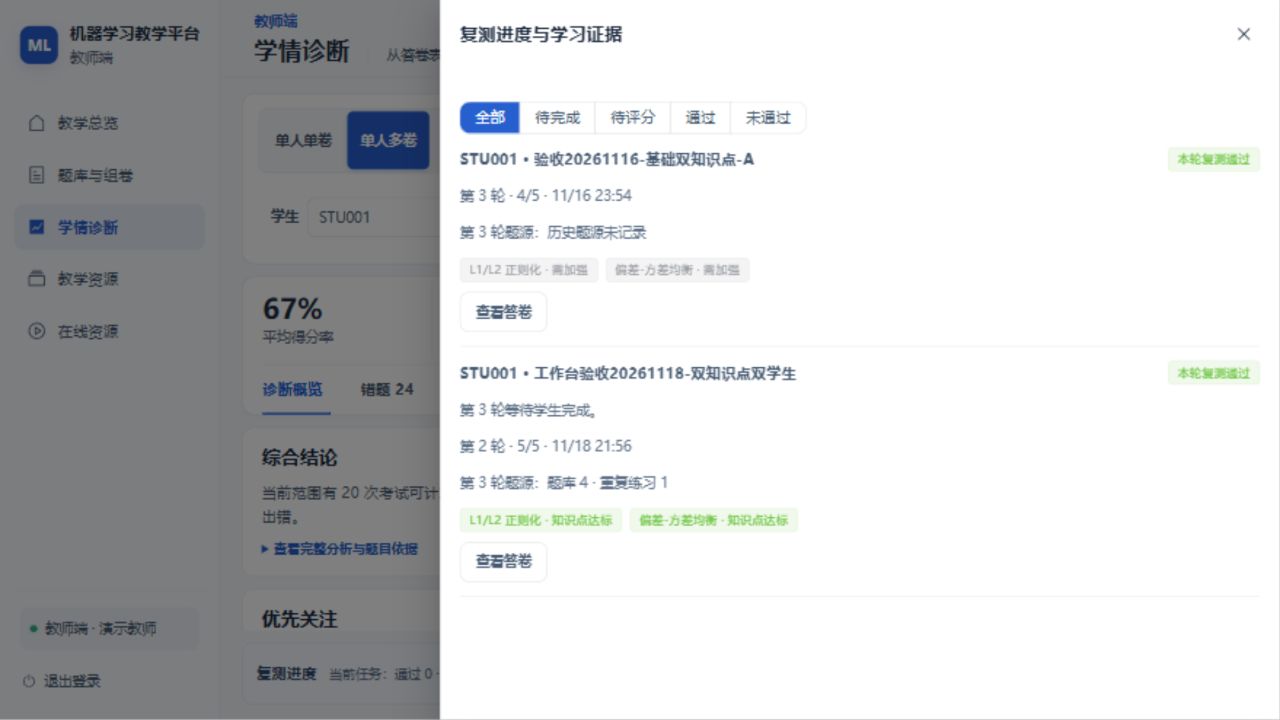 ML
机器学习教学平台
教师端
教学总览
题库与组卷
学情诊断
教学资源
在线资源
教师端 · 演示教师
退出登录
教师端
学情诊断
从答卷表
单人单卷
单人多卷
学生
STU001
67%
平均得分率
诊断概览
错题 24
综合结论
当前范围有 20 次考试可计
出错。
查看完整分析与题目依据
优先关注
复测进度
当前任务：通过 0 ·
复测进度与学习证据
全部
待完成
待评分
通过
未通过
STU001 • 验收20261116-基础双知识点-A
本轮复测通过
第 3 轮 · 4/5 · 11/16 23:54
第 3 轮题源：历史题源未记录
L1/L2 正则化 · 需加强
偏差-方差均衡 · 需加强
查看答卷
STU001 • 工作台验收20261118-双知识点双学生
本轮复测通过
第 3 轮等待学生完成。
第 2 轮 · 5/5 · 11/18 21:56
第 3 轮题源：题库 4 · 重复练习 1
L1/L2 正则化 · 知识点达标
偏差-方差均衡 · 知识点达标
查看答卷